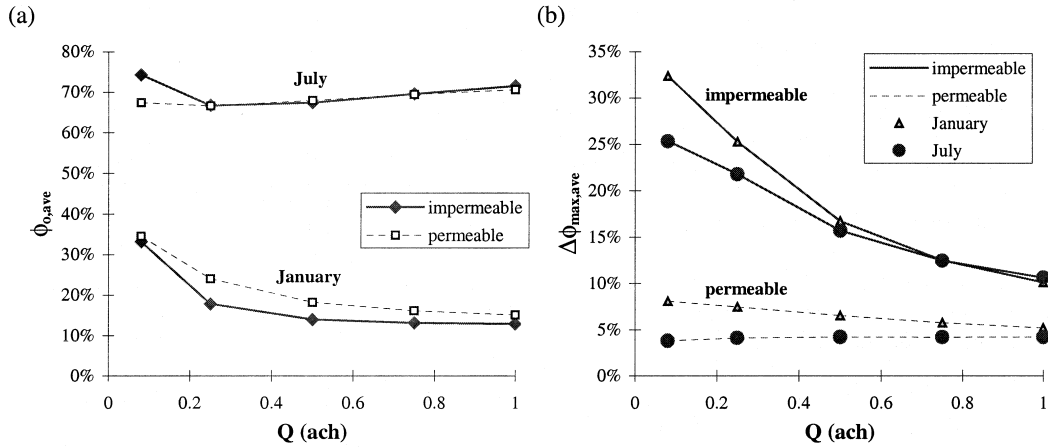 (a)
80%
70%
60%
50%
40%
30%
20%
10%
0%
ϕo,ave
July
January
impermeable
permeable
0
0.2
0.4
0.6
0.8
1
Q (ach)
(b)
35%
30%
25%
20%
15%
10%
5%
0%
Δϕmax,ave
impermeable
permeable
impermeable
permeable
January
July
0
0.2
0.4
0.6
0.8
1
Q (ach)